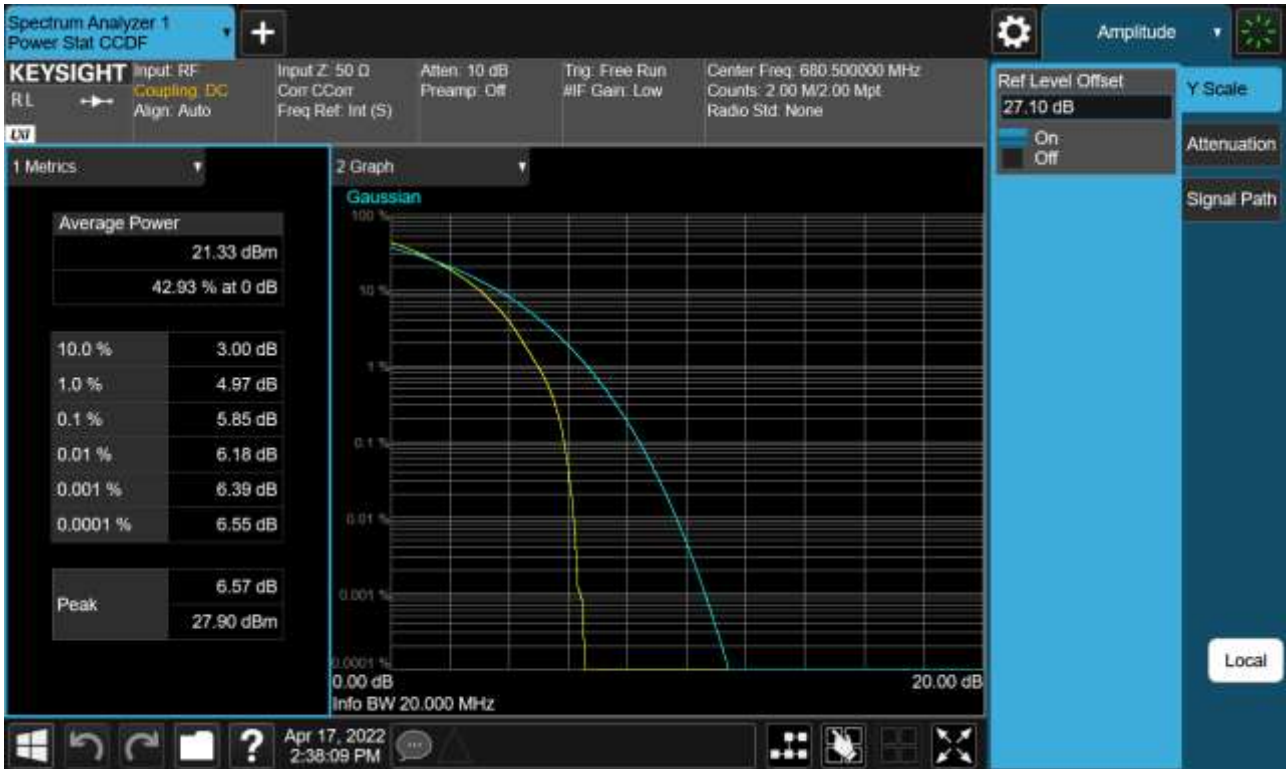 Spectrum Analyzer 1
Power Stat CCDF
+
Amplitude
KEYSIGHT
RL
LXI
Input: RF
Coupling: DC
Align: Auto
Input Z: 50 Ω
Corr CCorr
Freq Ref: Int (S)
Atten: 10 dB
Preamp: Off
Trig: Free Run
#IF Gain: Low
Center Freq: 680.500000 MHz
Counts: 2.00 M/2.00 Mpt
Radio Std: None
Ref Level Offset
27.10 dB
On
Off
Y Scale
Attenuation
Signal Path
1 Metrics
Average Power
21.33 dBm
42.93 % at 0 dB
10.0 % 3.00 dB
1.0 % 4.97 dB
0.1 % 5.85 dB
0.01 % 6.18 dB
0.001 % 6.39 dB
0.0001 % 6.55 dB
Peak
6.57 dB
27.90 dBm
2 Graph
Gaussian
100 %
10 %
1 %
0.1 %
0.01 %
0.001 %
0.0001 %
0.00 dB 20.00 dB
Info BW 20.000 MHz
Local
?
Apr 17, 2022
2:38:09 PM